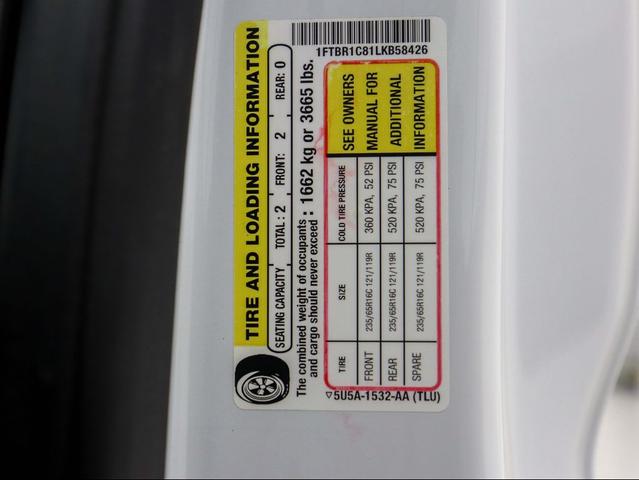 TIRE AND LOADING INFORMATION
SEATING CAPACITY TOTAL: 2 FRONT: 2 REAR: 0
The combined weight of occupants
and cargo should never exceed : 1662 kg or 3665 lbs.
1FTBR1C81LKB58426
TIRE SIZE COLD TIRE PRESSURE
FRONT 235/65R16C 121/119R 360 KPA, 52 PSI
REAR 235/65R16C 121/119R 520 KPA, 75 PSI
SPARE 235/65R16C 121/119R 520 KPA, 75 PSI
SEE OWNERS
MANUAL FOR
ADDITIONAL
INFORMATION
▽5U5A-1532-AA (TLU)